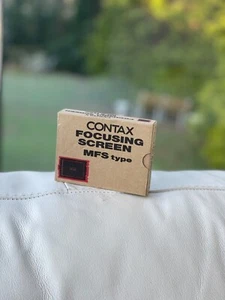 CONTAX
FOCUSING
SCREEN
MFS type